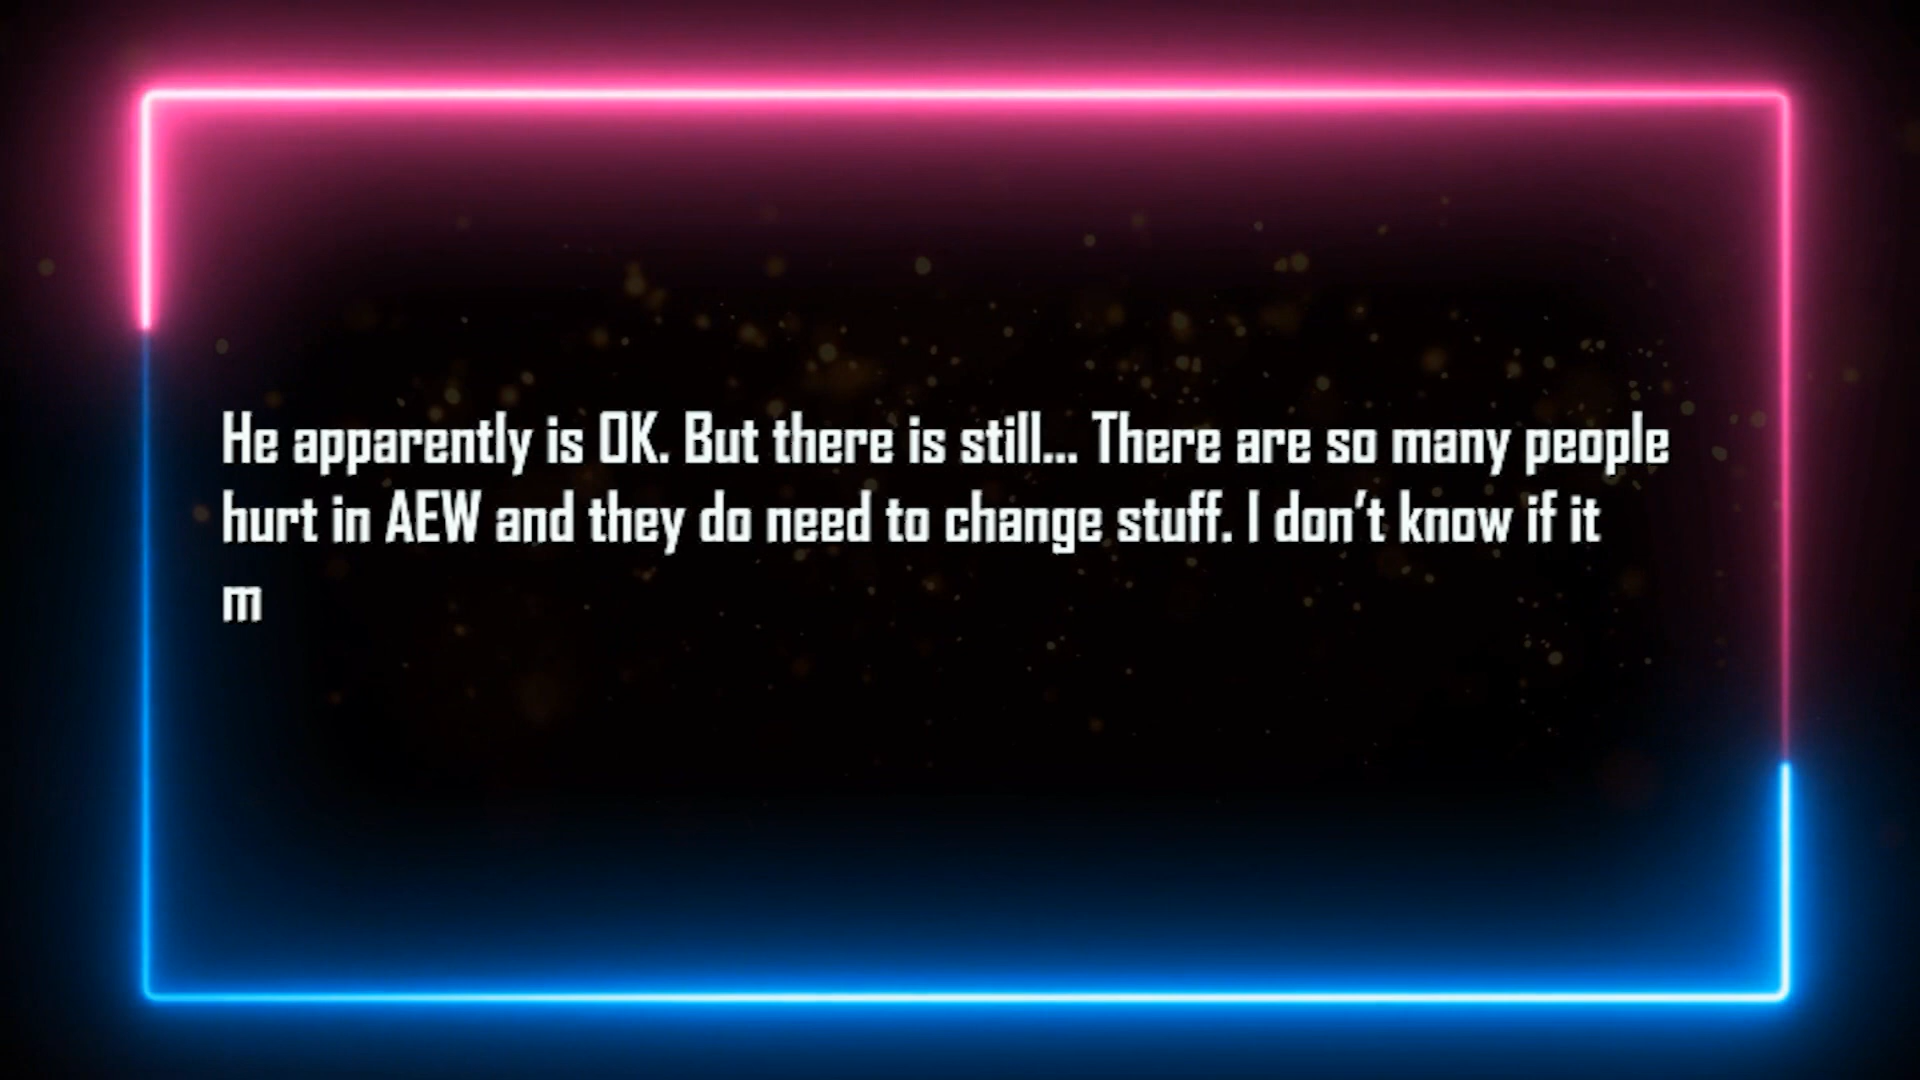 He apparently is OK. But there is still... There are so many people
hurt in AEW and they do need to change stuff. I don’t know if it
m